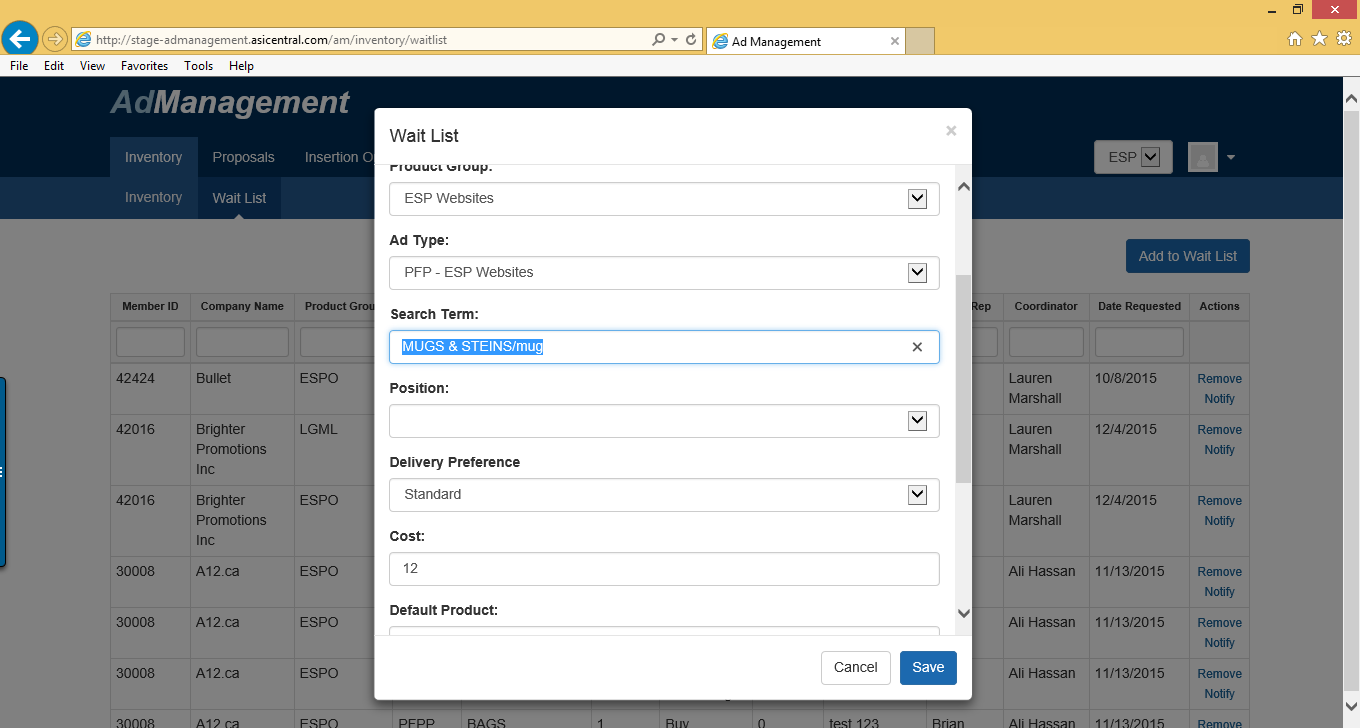 http://stage-admanagement.asicentral.com/am/inventory/waitlist
Ad Management
File Edit View Favorites Tools Help
AdManagement
Inventory Proposals Insertion O
ESP
Inventory Wait List
Add to Wait List
Wait List
Product Group:
ESP Websites
Ad Type:
PFP - ESP Websites
Search Term:
MUGS & STEINS/mug
Position:
Delivery Preference
Standard
Cost:
12
Default Product:
Cancel Save
Member ID Company Name Product Grou Rep Coordinator Date Requested Actions
42424 Bullet ESPO Lauren Marshall 10/8/2015 Remove Notify
42016 Brighter Promotions Inc LGML Lauren Marshall 12/4/2015 Remove Notify
42016 Brighter Promotions Inc ESPO Lauren Marshall 12/4/2015 Remove Notify
30008 A12.ca ESPO Ali Hassan 11/13/2015 Remove Notify
30008 A12.ca ESPO Ali Hassan 11/13/2015 Remove Notify
30008 A12.ca ESPO Ali Hassan 11/13/2015 Remove Notify
30008 A12.ca ESPO PFPP BAGS 1 Buy 0 test 123 Brian Ali Hassan 11/13/2015 Remove